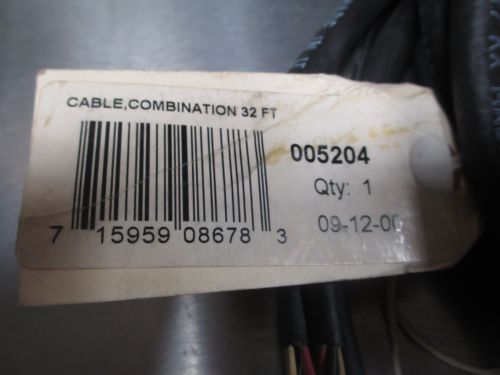 CABLE,COMBINATION 32 FT
005204
Qty: 1
7 15959 08678 3